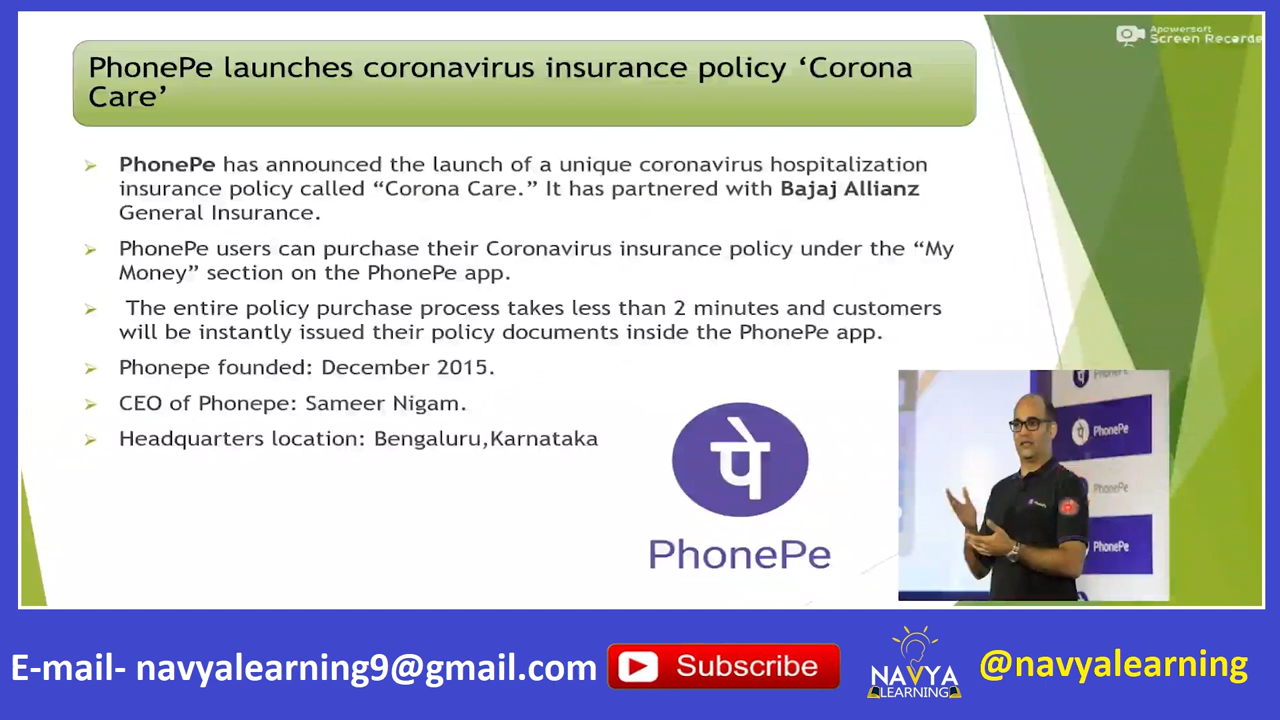 Apowersoft
Screen Recorde
PhonePe launches coronavirus insurance policy ‘Corona
Care’
PhonePe has announced the launch of a unique coronavirus hospitalization
insurance policy called “Corona Care.” It has partnered with Bajaj Allianz
General Insurance.
PhonePe users can purchase their Coronavirus insurance policy under the “My
Money” section on the PhonePe app.
The entire policy purchase process takes less than 2 minutes and customers
will be instantly issued their policy documents inside the PhonePe app.
Phonepe founded: December 2015.
CEO of Phonepe: Sameer Nigam.
Headquarters location: Bengaluru,Karnataka
पे
PhonePe
PhonePe
पे PhonePe
PhonePe
PhonePe
E-mail- navyalearning9@gmail.com
Subscribe
NAVYA
LEARNING
@navyalearning